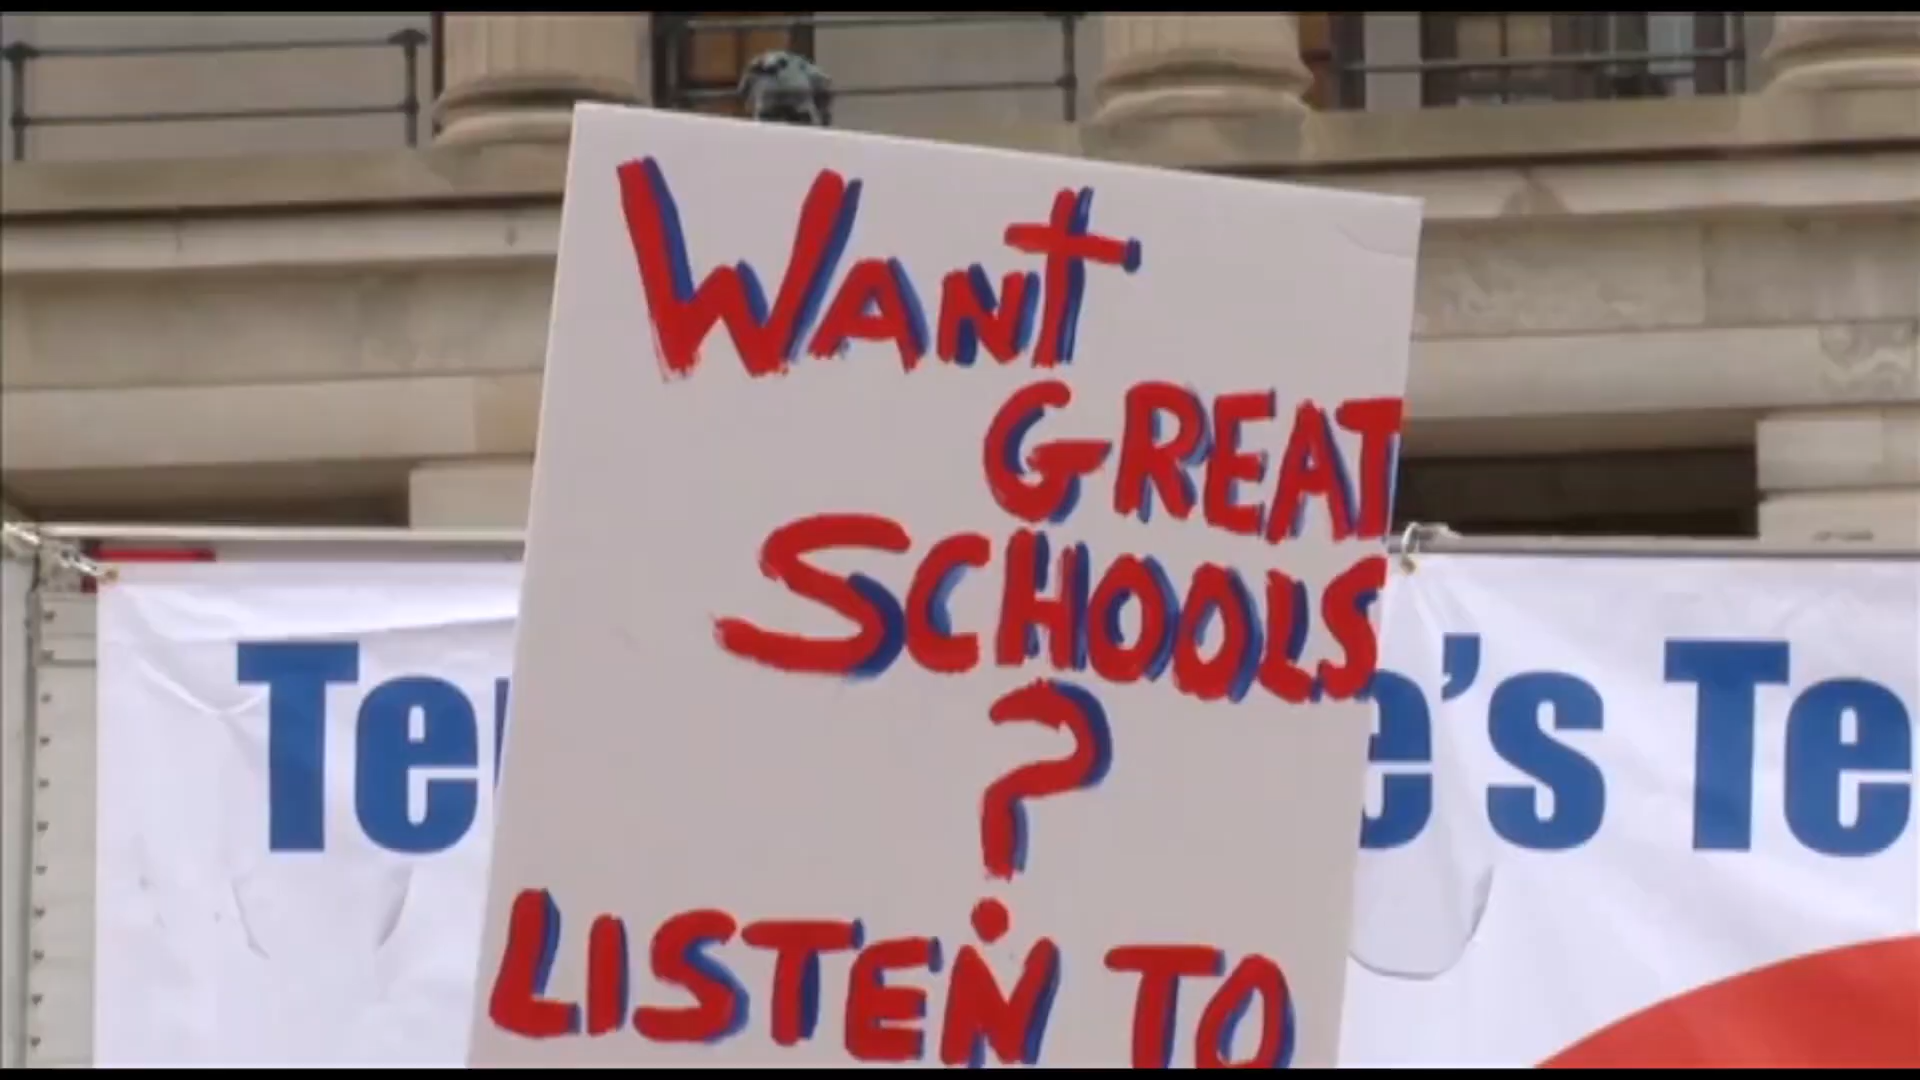 WANT
GREAT
SCHOOLS
?
LISTEN TO
Te
e's Te